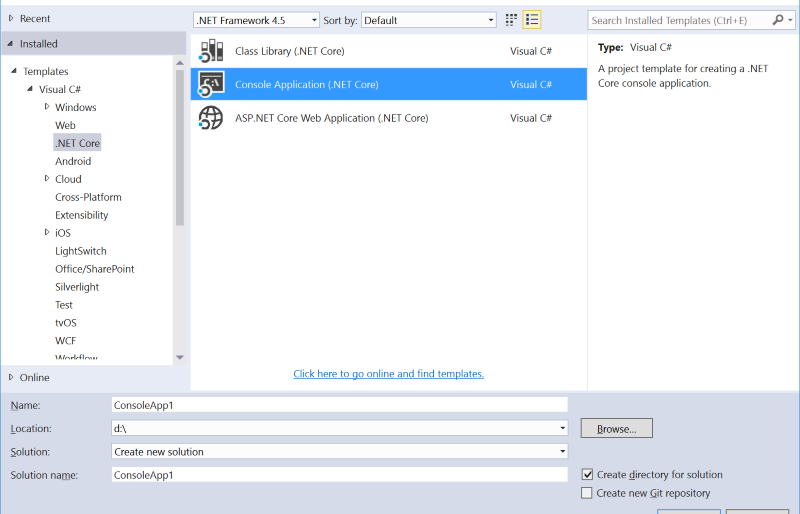 Recent
.NET Framework 4.5 Sort by: Default Search Installed Templates (Ctrl+E)
Installed
Templates
Visual C#
Windows
Web
.NET Core
Android
Cloud
Cross-Platform
Extensibility
iOS
LightSwitch
Office/SharePoint
Silverlight
Test
tvOS
WCF
Workflow
Online
Class Library (.NET Core) Visual C#
Console Application (.NET Core) Visual C#
ASP.NET Core Web Application (.NET Core) Visual C#
Click here to go online and find templates.
Type: Visual C#
A project template for creating a .NET
Core console application.
Name: ConsoleApp1
Location: d:\ Browse...
Solution: Create new solution
Solution name: ConsoleApp1
Create directory for solution
Create new Git repository